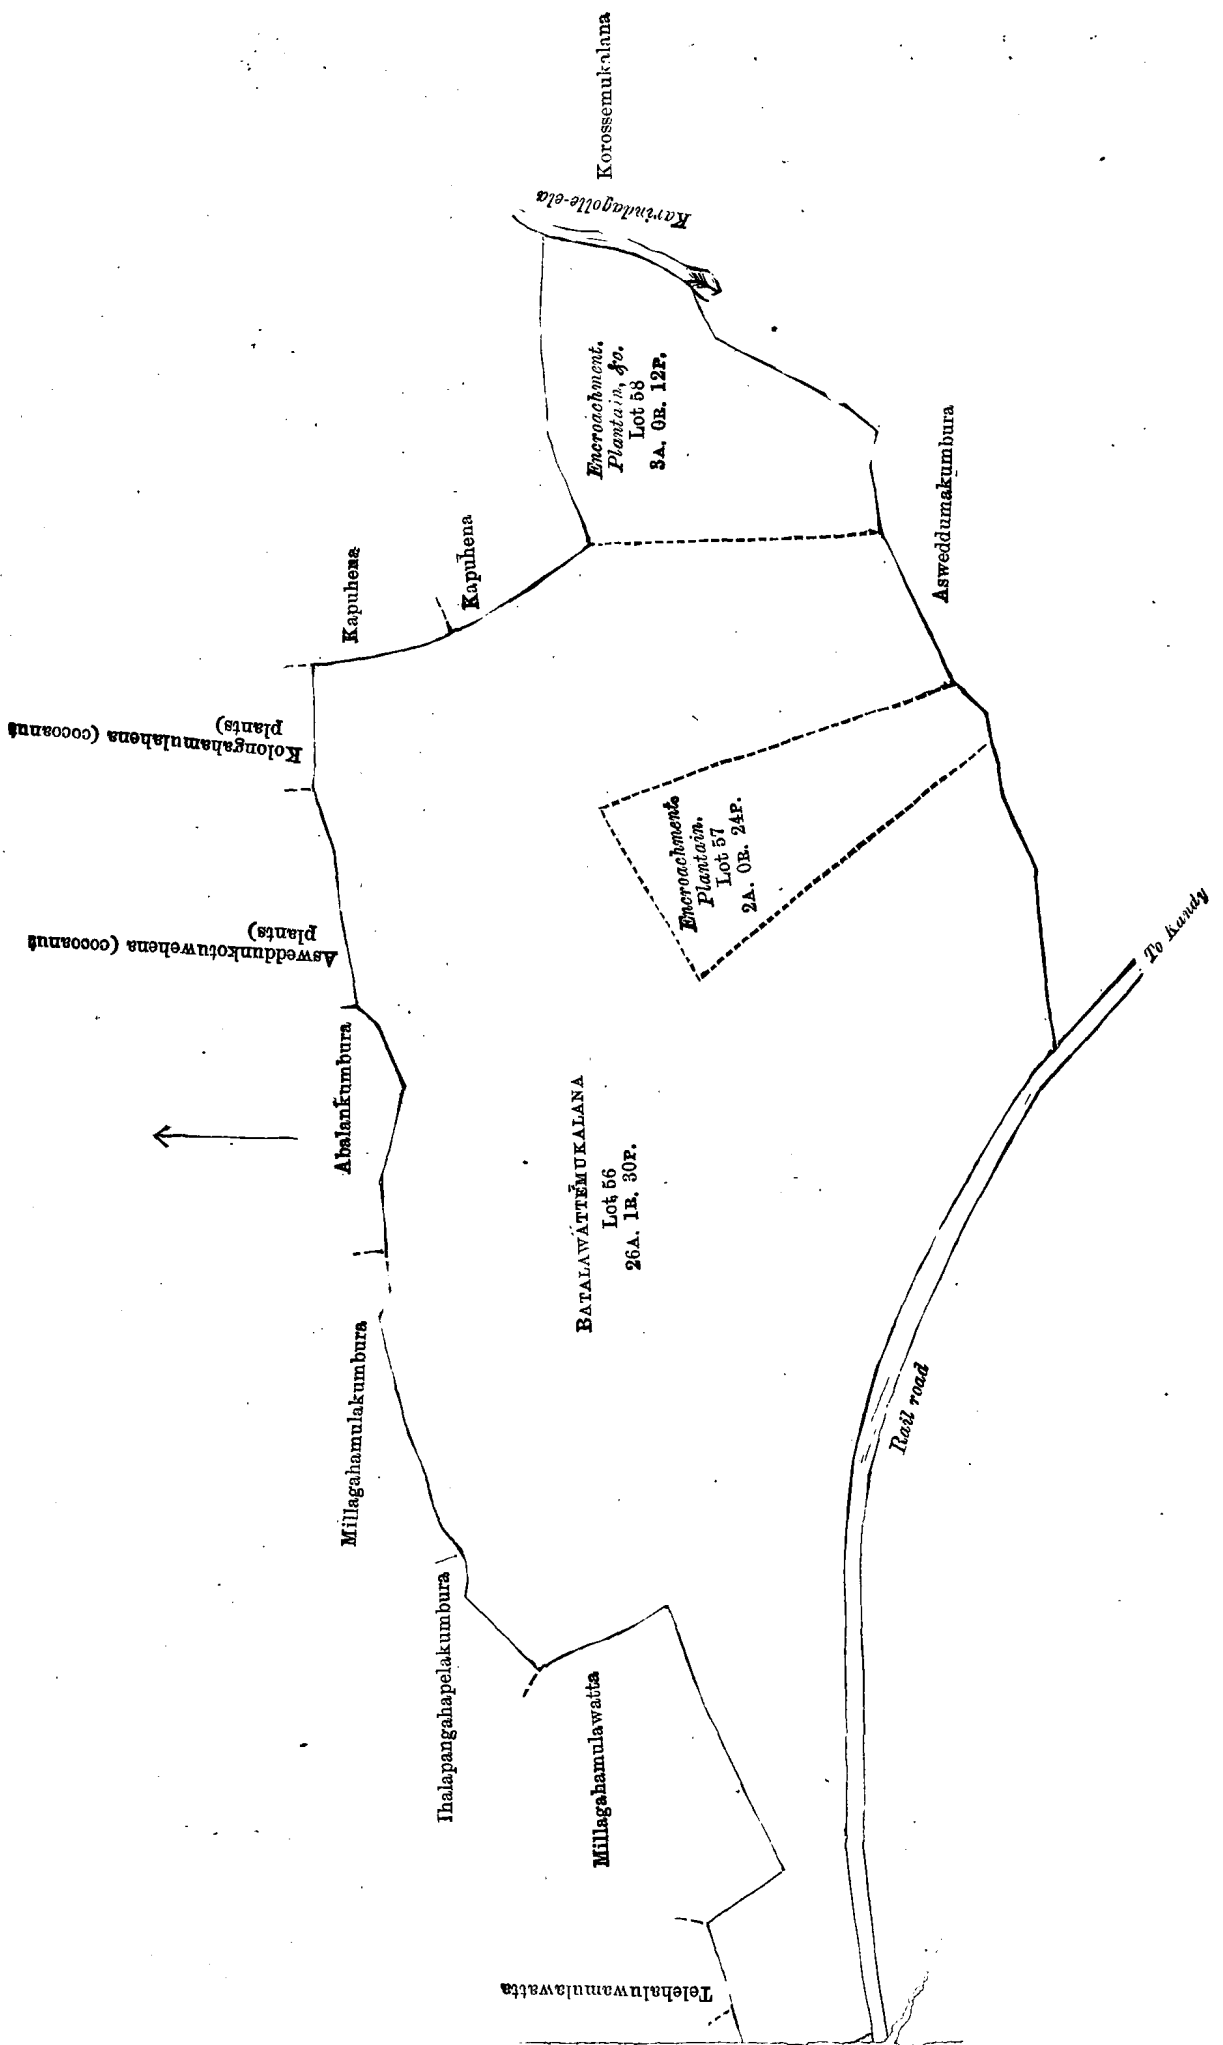 Korossemukalana
Karindagolle-ela
Encroachment.
Plantain, &c.
Lot 58
3A. 0R. 12P.
Asweddumakumbura
Kapuhena
Kapuhena
Kolongahamulahena (cocoanut
plants)
Asweddunkotuwehena (cocoanut
plants)
Encroachment.
Plantain.
Lot 57
2A. 0R. 24P.
To Kandy
Abalankumbura
BATALAWATTEMUKALANA
Lot 56
26A. 1R. 30P.
Millagahamulakumbura
Rail road
Ihalapangahapelakumbura
Millagahamulawatta
Telehaluwamulawatta